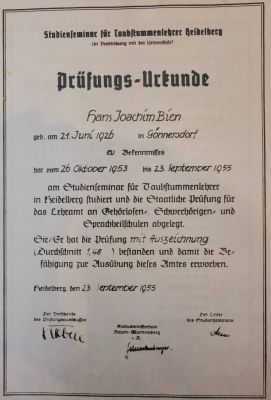 Studienseminar für Taubstummenlehrer Heidelberg
(in Verbindung mit der Universität)
Prüfungs-Urkunde
Hans Joachim Bien
geb. am 21. Juni 1926 in Gönnersdorf
ev Bekenntnisses
hat vom 26. Oktober 1953 bis 23. September 1955
am Studienseminar für Taubstummenlehrer
in Heidelberg studiert und die Staatliche Prüfung für
das Lehramt an Gehörlosen-, Schwerhörigen- und
Sprachheilschulen abgelegt.
Sie/Er hat die Prüfung mit Auszeichnung
(Durchschnitt 1,48) bestanden und damit die Be-
fähigung zur Ausübung dieses Amtes erworben.
Heidelberg, den 23. September 1955
Der Vorsitzende
des Prüfungsausschusses
Kultusministerium
Baden-Württemberg
i. A.
Der Leiter
des Studienseminars